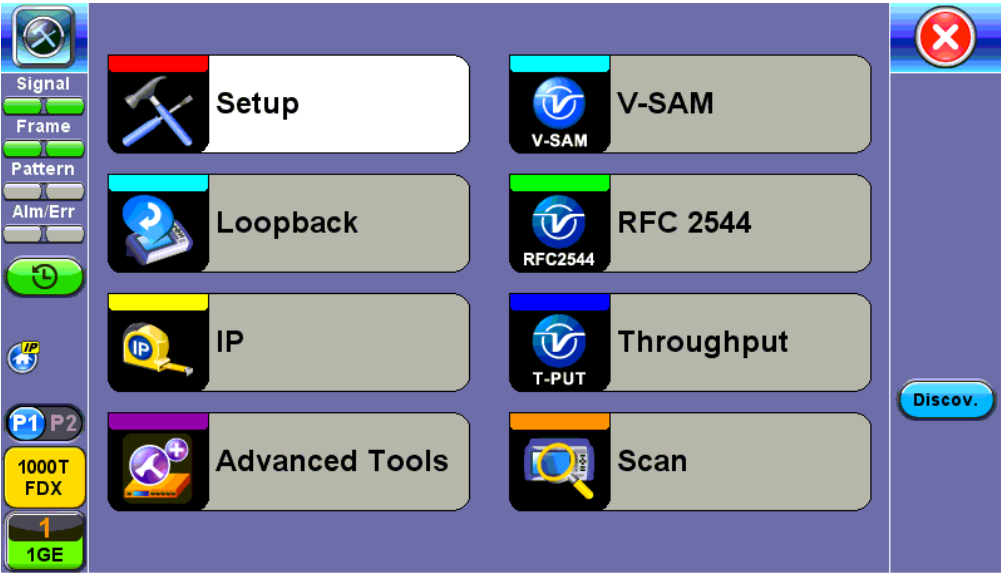 Signal
Frame
Pattern
Alm/Err
IP
P1 P2
1000T
FDX
1
1GE
Setup
V-SAM
V-SAM
Loopback
RFC2544
RFC 2544
IP
IP
T-PUT
Throughput
Advanced Tools
Scan
Discov.